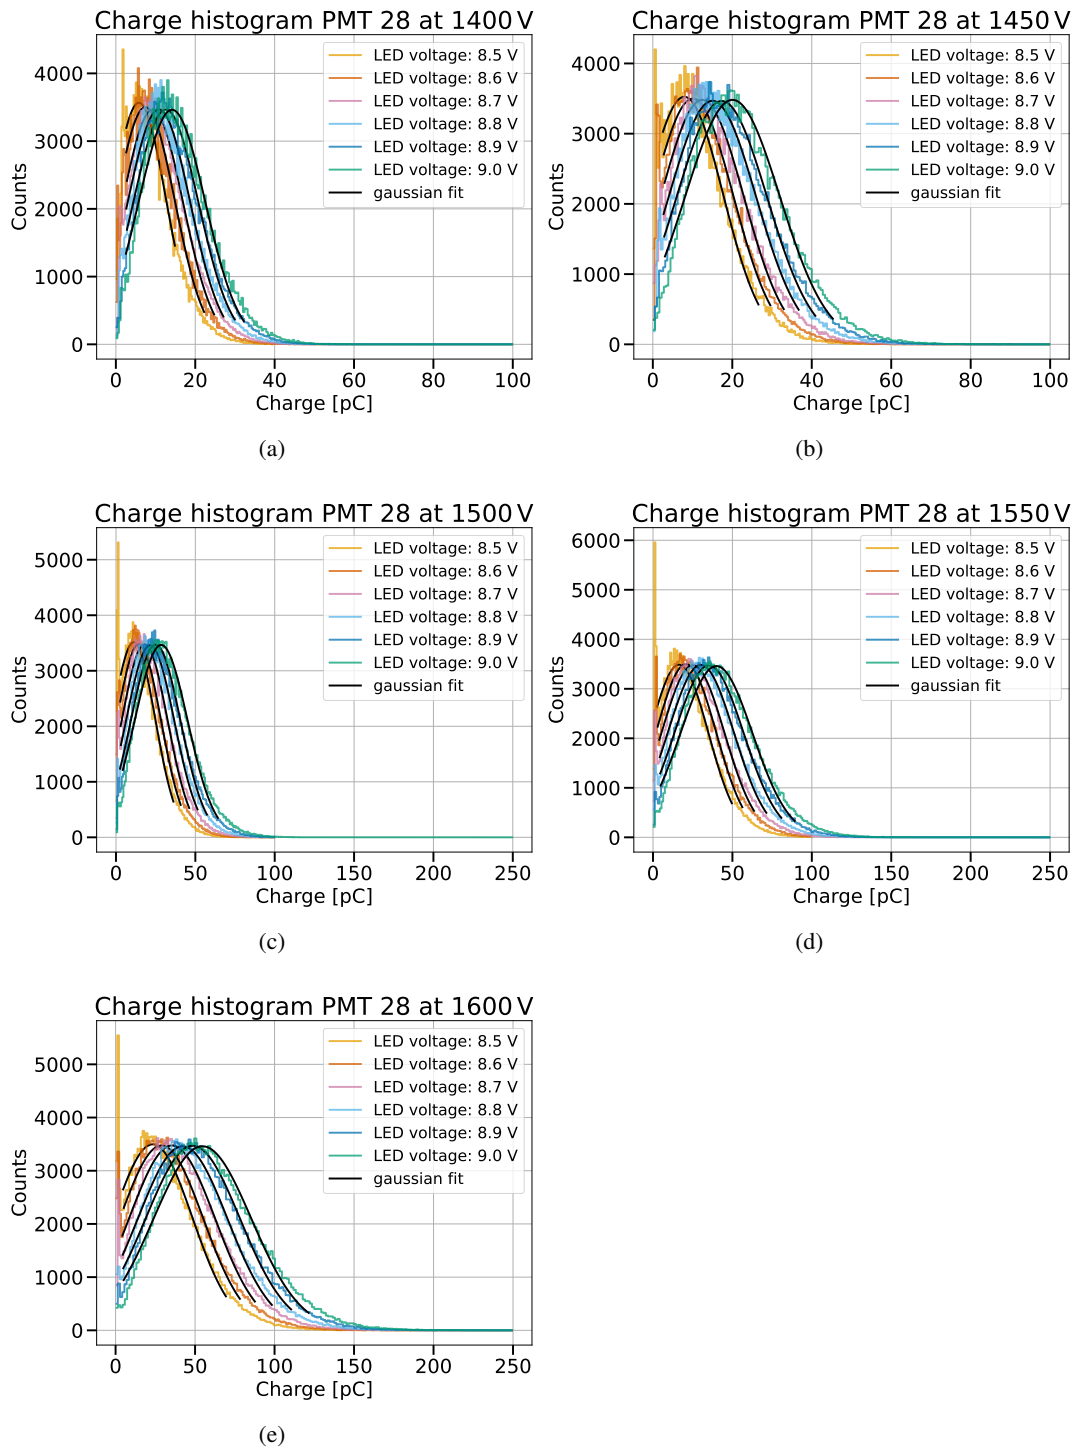 Charge histogram PMT 28 at 1400 V
Counts
4000
3000
2000
1000
0
LED voltage: 8.5 V
LED voltage: 8.6 V
LED voltage: 8.7 V
LED voltage: 8.8 V
LED voltage: 8.9 V
LED voltage: 9.0 V
gaussian fit
0 20 40 60 80 100
Charge [pC]
(a)
Charge histogram PMT 28 at 1450 V
Counts
4000
3000
2000
1000
0
LED voltage: 8.5 V
LED voltage: 8.6 V
LED voltage: 8.7 V
LED voltage: 8.8 V
LED voltage: 8.9 V
LED voltage: 9.0 V
gaussian fit
0 20 40 60 80 100
Charge [pC]
(b)
Charge histogram PMT 28 at 1500 V
Counts
5000
4000
3000
2000
1000
0
LED voltage: 8.5 V
LED voltage: 8.6 V
LED voltage: 8.7 V
LED voltage: 8.8 V
LED voltage: 8.9 V
LED voltage: 9.0 V
gaussian fit
0 50 100 150 200 250
Charge [pC]
(c)
Charge histogram PMT 28 at 1550 V
Counts
6000
5000
4000
3000
2000
1000
0
LED voltage: 8.5 V
LED voltage: 8.6 V
LED voltage: 8.7 V
LED voltage: 8.8 V
LED voltage: 8.9 V
LED voltage: 9.0 V
gaussian fit
0 50 100 150 200 250
Charge [pC]
(d)
Charge histogram PMT 28 at 1600 V
Counts
5000
4000
3000
2000
1000
0
LED voltage: 8.5 V
LED voltage: 8.6 V
LED voltage: 8.7 V
LED voltage: 8.8 V
LED voltage: 8.9 V
LED voltage: 9.0 V
gaussian fit
0 50 100 150 200 250
Charge [pC]
(e)